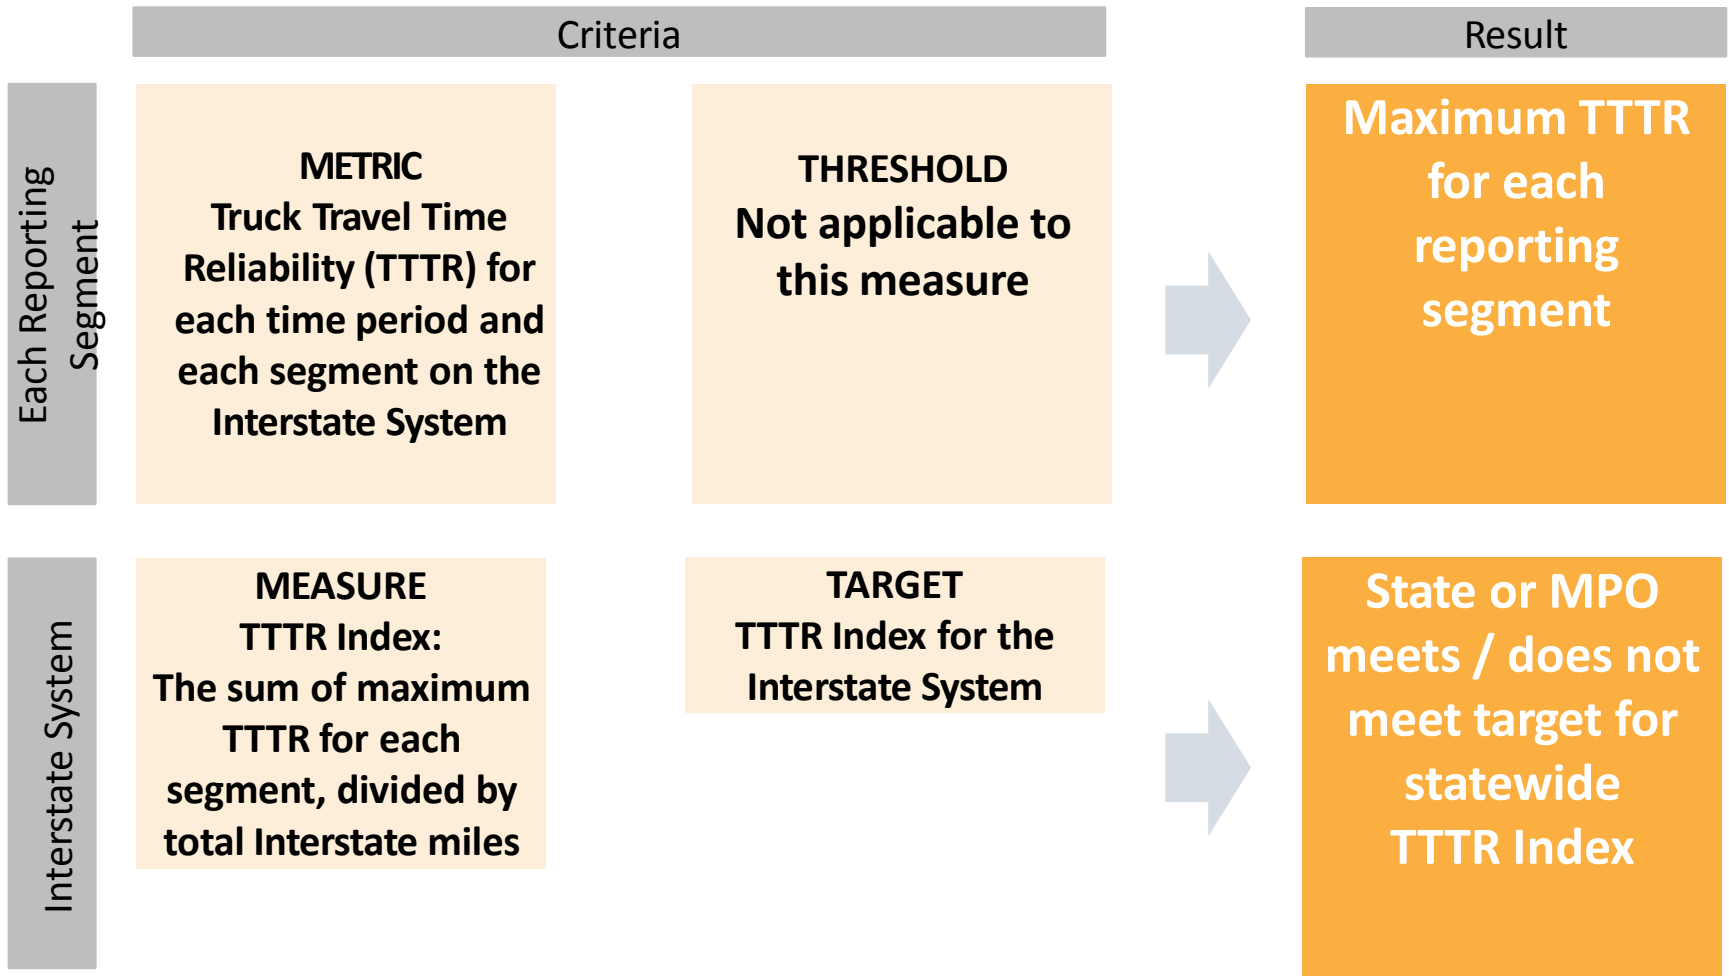 Criteria
Result
Each Reporting
Segment
METRIC
Truck Travel Time
Reliability (TTTR) for
each time period and
each segment on the
Interstate System
THRESHOLD
Not applicable to
this measure
Maximum TTTR
for each
reporting
segment
Interstate System
MEASURE
TTTR Index:
The sum of maximum
TTTR for each
segment, divided by
total Interstate miles
TARGET
TTTR Index for the
Interstate System
State or MPO
meets / does not
meet target for
statewide
TTTR Index